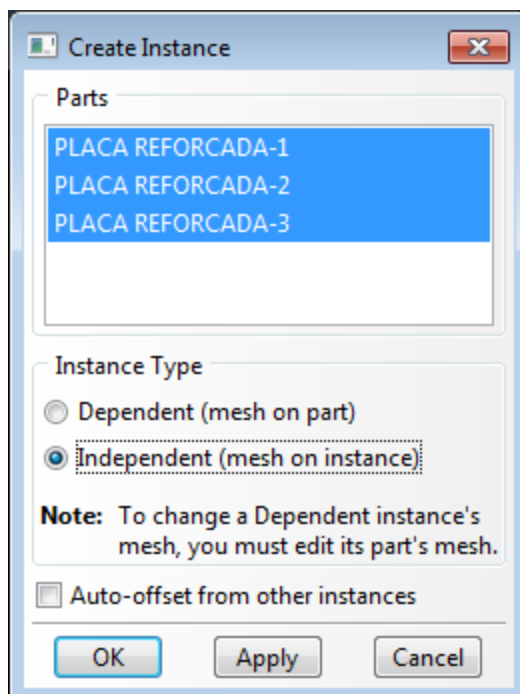 Create Instance
Parts
PLACA REFORCADA-1
PLACA REFORCADA-2
PLACA REFORCADA-3
Instance Type
Dependent (mesh on part)
Independent (mesh on instance)
Note: To change a Dependent instance's
mesh, you must edit its part's mesh.
Auto-offset from other instances
OK Apply Cancel